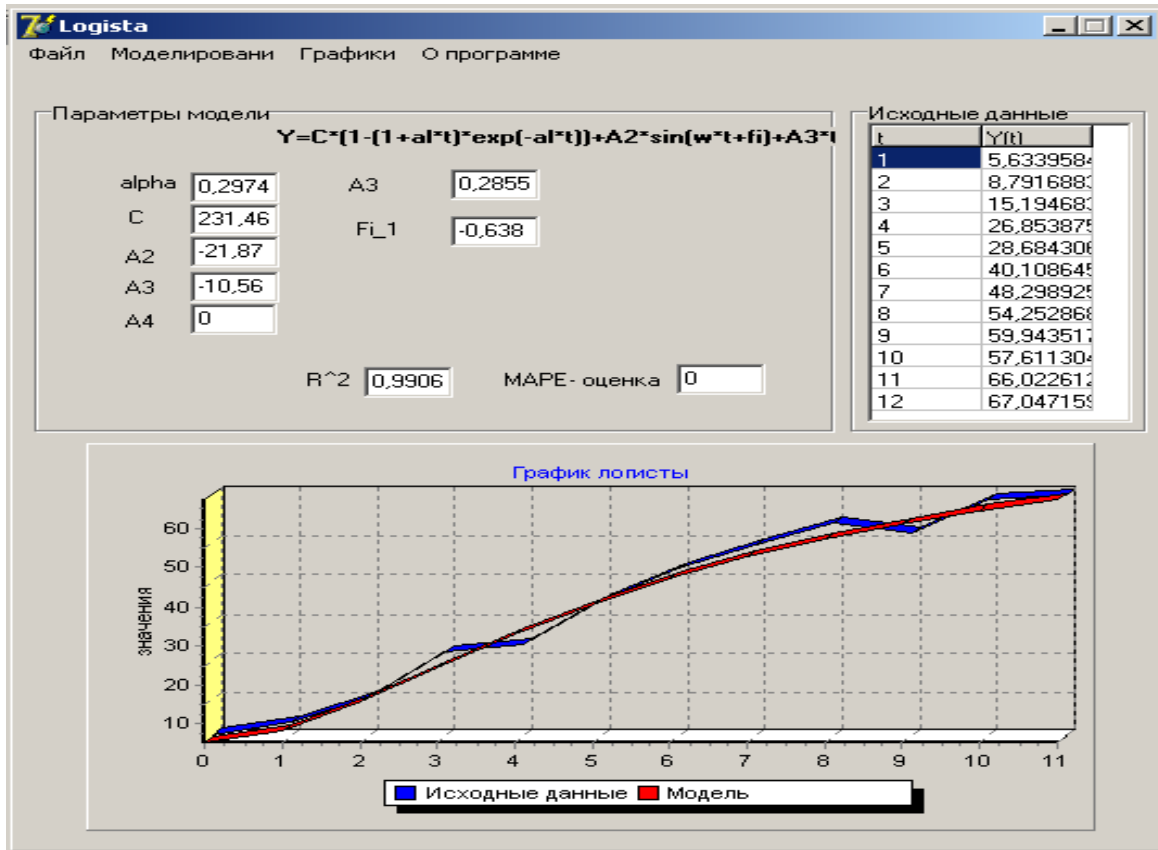 Logista
Файл Моделировани Графики О программе
Параметры модели
Y=C*(1-(1+al*t)*exp(-al*t))+A2*sin(w*t+fi)+A3*t
alpha 0,2974
C 231,46
A2 -21,87
A3 -10,56
A4 0
A3 0,2855
Fi_1 -0,638
R^2 0,9906 MAPE- оценка 0
Исходные данные
t Y(t)
1 5,6339584
2 8,7916883
3 15,194683
4 26,853875
5 28,684306
6 40,108645
7 48,298925
8 54,252868
9 59,943517
10 57,611304
11 66,022612
12 67,047159
График логисты
значения
60
50
40
30
20
10
0 1 2 3 4 5 6 7 8 9 10 11
Исходные данные Модель